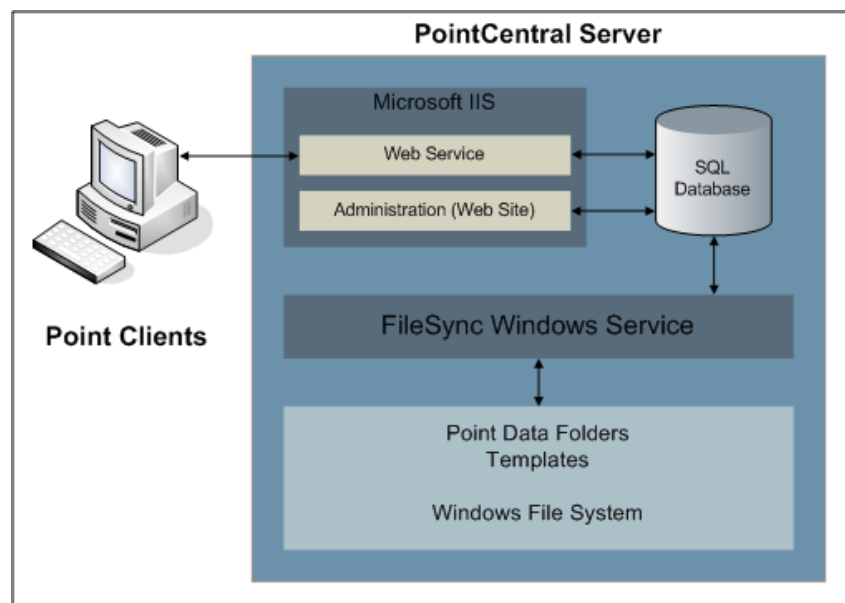 PointCentral Server
Microsoft IIS
Web Service
Administration (Web Site)
SQL
Database
Point Clients
FileSync Windows Service
Point Data Folders
Templates
Windows File System